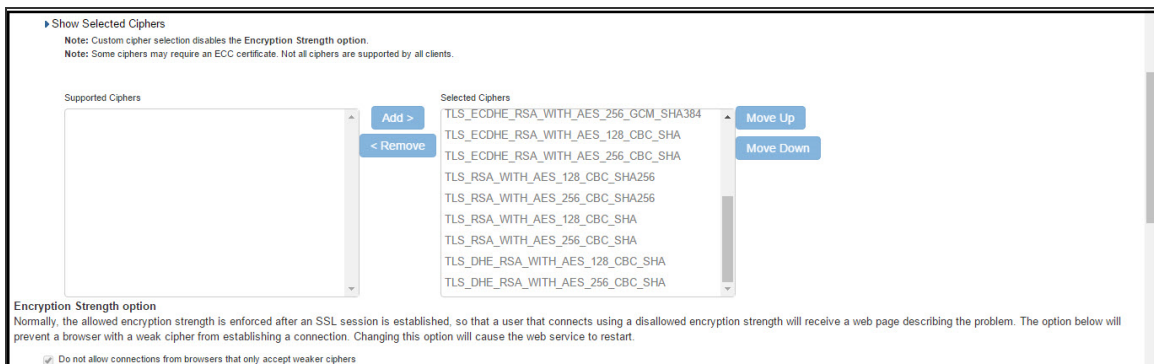 Show Selected Ciphers
Note: Custom cipher selection disables the Encryption Strength option.
Note: Some ciphers may require an ECC certificate. Not all ciphers are supported by all clients.
Supported Ciphers
Add >
< Remove
Selected Ciphers
TLS_ECDHE_RSA_WITH_AES_256_GCM_SHA384
TLS_ECDHE_RSA_WITH_AES_128_CBC_SHA
TLS_ECDHE_RSA_WITH_AES_256_CBC_SHA
TLS_RSA_WITH_AES_128_CBC_SHA256
TLS_RSA_WITH_AES_256_CBC_SHA256
TLS_RSA_WITH_AES_128_CBC_SHA
TLS_RSA_WITH_AES_256_CBC_SHA
TLS_DHE_RSA_WITH_AES_128_CBC_SHA
TLS_DHE_RSA_WITH_AES_256_CBC_SHA
Move Up
Move Down
Encryption Strength option
Normally, the allowed encryption strength is enforced after an SSL session is established, so that a user that connects using a disallowed encryption strength will receive a web page describing the problem. The option below will
prevent a browser with a weak cipher from establishing a connection. Changing this option will cause the web service to restart.
Do not allow connections from browsers that only accept weaker ciphers